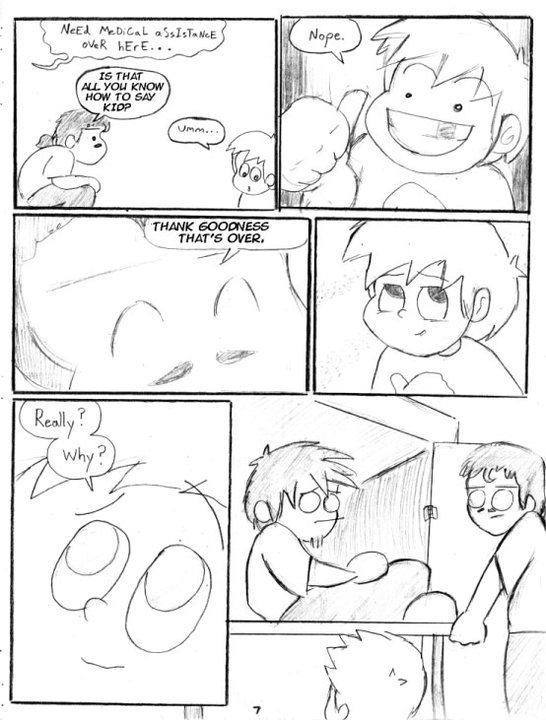 NeEd MeDiCaL aSsIsTaNcE
oVeR hErE...
IS THAT
ALL YOU KNOW
HOW TO SAY
KID?
Umm...
Nope.
THANK GOODNESS
THAT'S OVER.
Really?
Why?
7